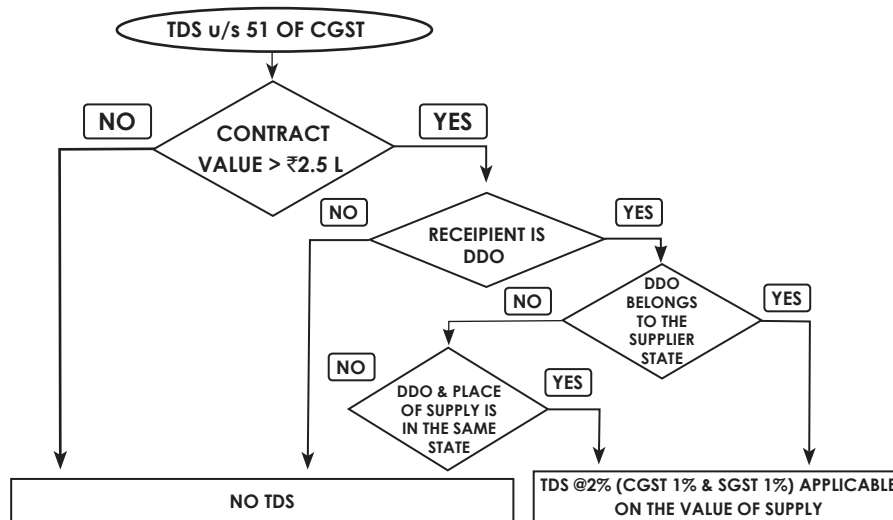 TDS u/s 51 OF CGST
NO
YES
CONTRACT
VALUE > ₹2.5 L
NO
YES
RECEIPIENT IS
DDO
NO
YES
DDO
BELONGS
TO THE
SUPPLIER
STATE
NO
YES
DDO & PLACE
OF SUPPLY IS
IN THE SAME
STATE
NO TDS
TDS @2% (CGST 1% & SGST 1%) APPLICABLE
ON THE VALUE OF SUPPLY